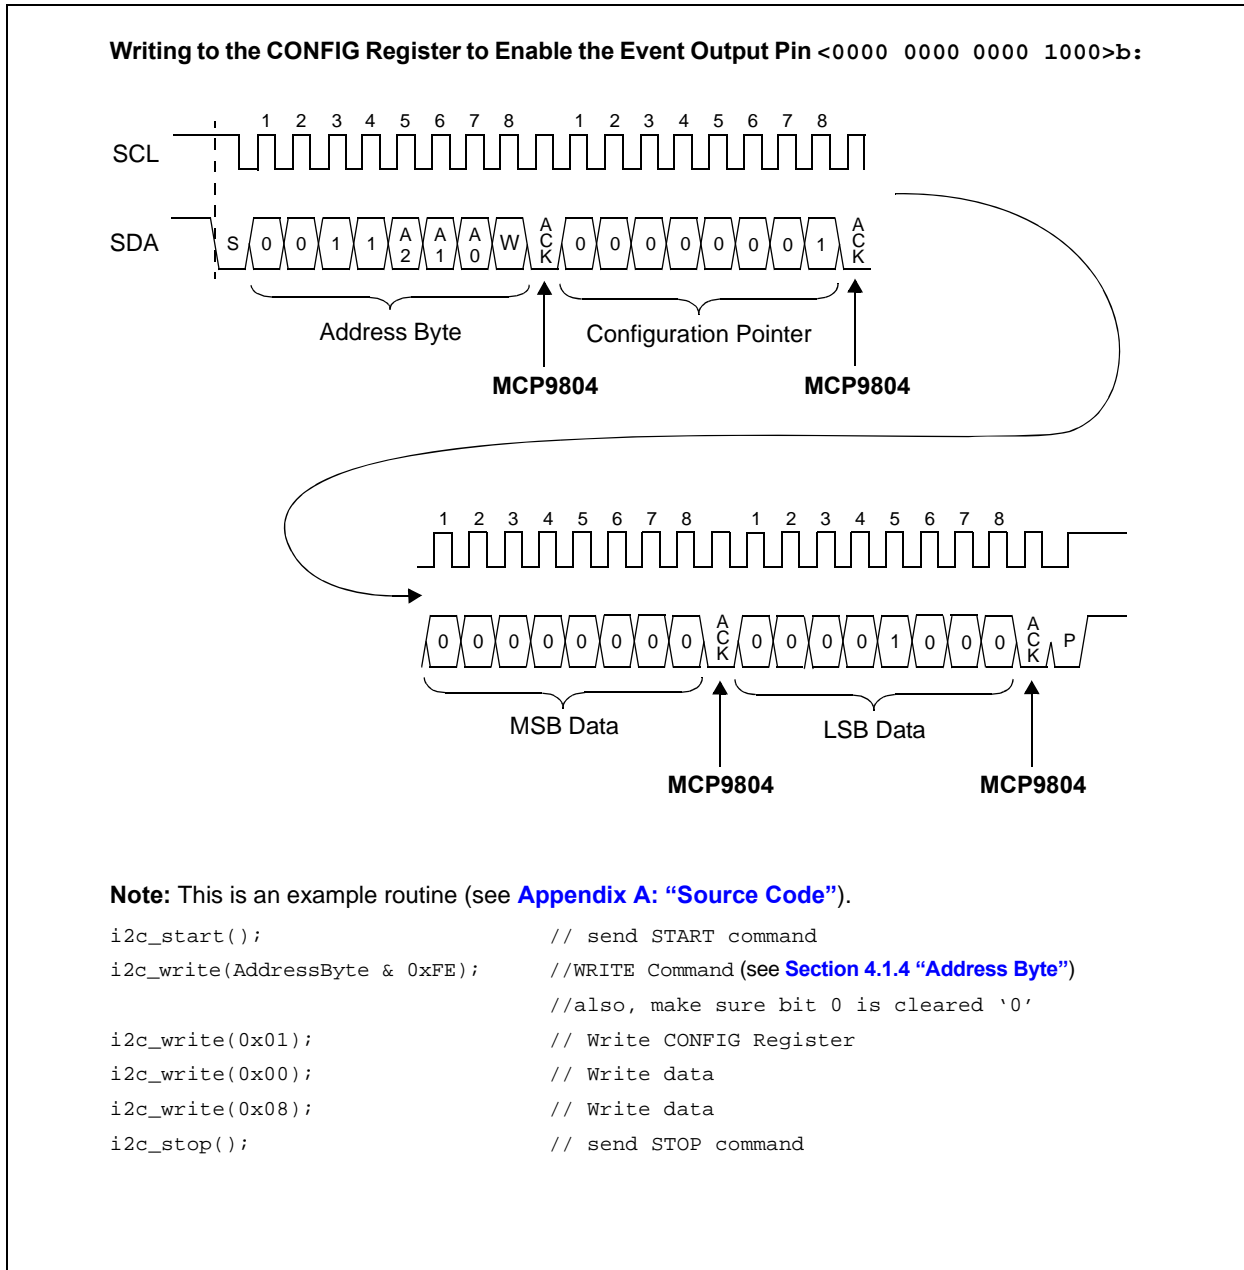 Writing to the CONFIG Register to Enable the Event Output Pin <0000 0000 0000 1000>b:
1 2 3 4 5 6 7 8 1 2 3 4 5 6 7 8
SCL
SDA S 0 0 1 1 A2 A1 A0 W ACK 0 0 0 0 0 0 0 1 ACK
Address Byte Configuration Pointer
MCP9804 MCP9804
1 2 3 4 5 6 7 8 1 2 3 4 5 6 7 8
0 0 0 0 0 0 0 0 ACK 0 0 0 0 1 0 0 0 ACK P
MSB Data LSB Data
MCP9804 MCP9804
Note: This is an example routine (see Appendix A: “Source Code”).
i2c_start(); // send START command
i2c_write(AddressByte & 0xFE); //WRITE Command (see Section 4.1.4 “Address Byte”)
//also, make sure bit 0 is cleared ‘0’
i2c_write(0x01); // Write CONFIG Register
i2c_write(0x00); // Write data
i2c_write(0x08); // Write data
i2c_stop(); // send STOP command